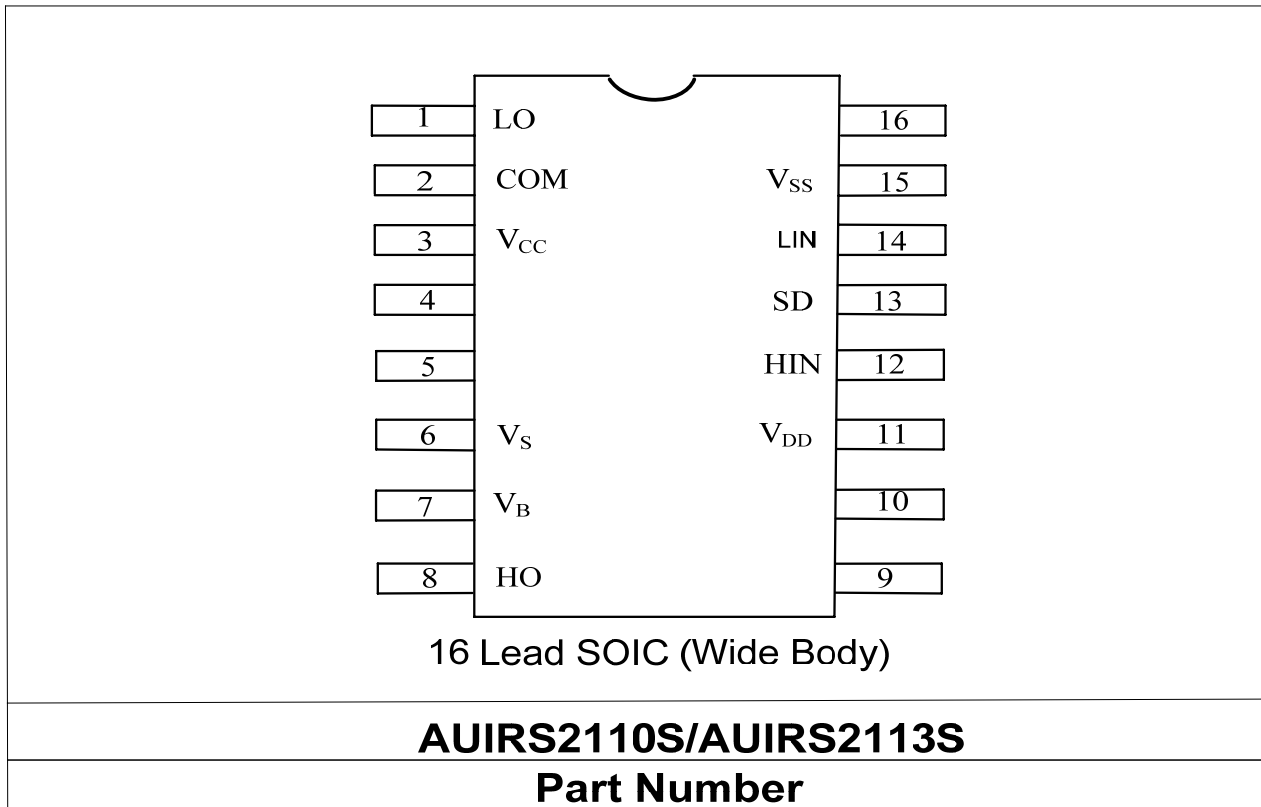 1 LO 16
2 COM VSS 15
3 VCC LIN 14
4 SD 13
5 HIN 12
6 VS VDD 11
7 VB 10
8 HO 9
16 Lead SOIC (Wide Body)
AUIRS2110S/AUIRS2113S
Part Number